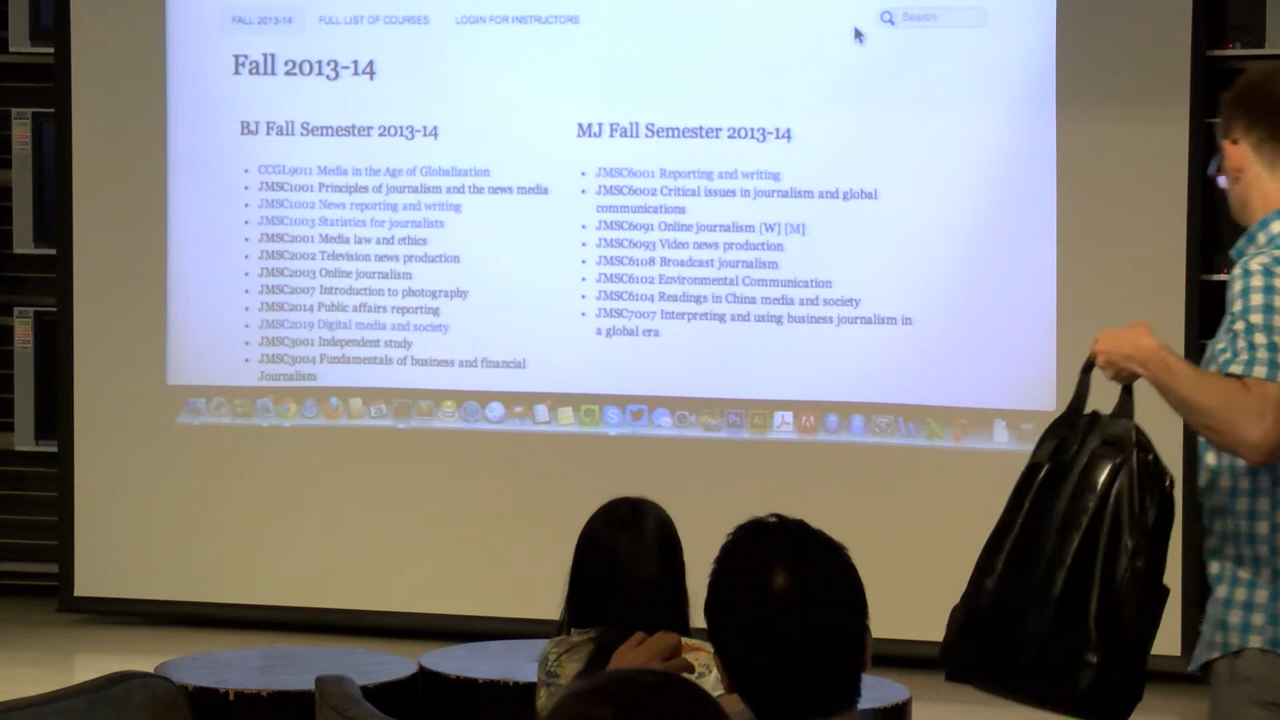 FALL 2013-14 FULL LIST OF COURSES LOGIN FOR INSTRUCTORS Search
Fall 2013-14
BJ Fall Semester 2013-14
CCGL9011 Media in the Age of Globalization
JMSC1001 Principles of journalism and the news media
JMSC1002 News reporting and writing
JMSC1003 Statistics for journalists
JMSC2001 Media law and ethics
JMSC2002 Television news production
JMSC2003 Online journalism
JMSC2007 Introduction to photography
JMSC2014 Public affairs reporting
JMSC2019 Digital media and society
JMSC3001 Independent study
JMSC3004 Fundamentals of business and financial
Journalism
MJ Fall Semester 2013-14
JMSC6001 Reporting and writing
JMSC6002 Critical issues in journalism and global
communications
JMSC6091 Online journalism [W] [M]
JMSC6093 Video news production
JMSC6108 Broadcast journalism
JMSC6102 Environmental Communication
JMSC6104 Readings in China media and society
JMSC7007 Interpreting and using business journalism in
a global era
Ps Ai